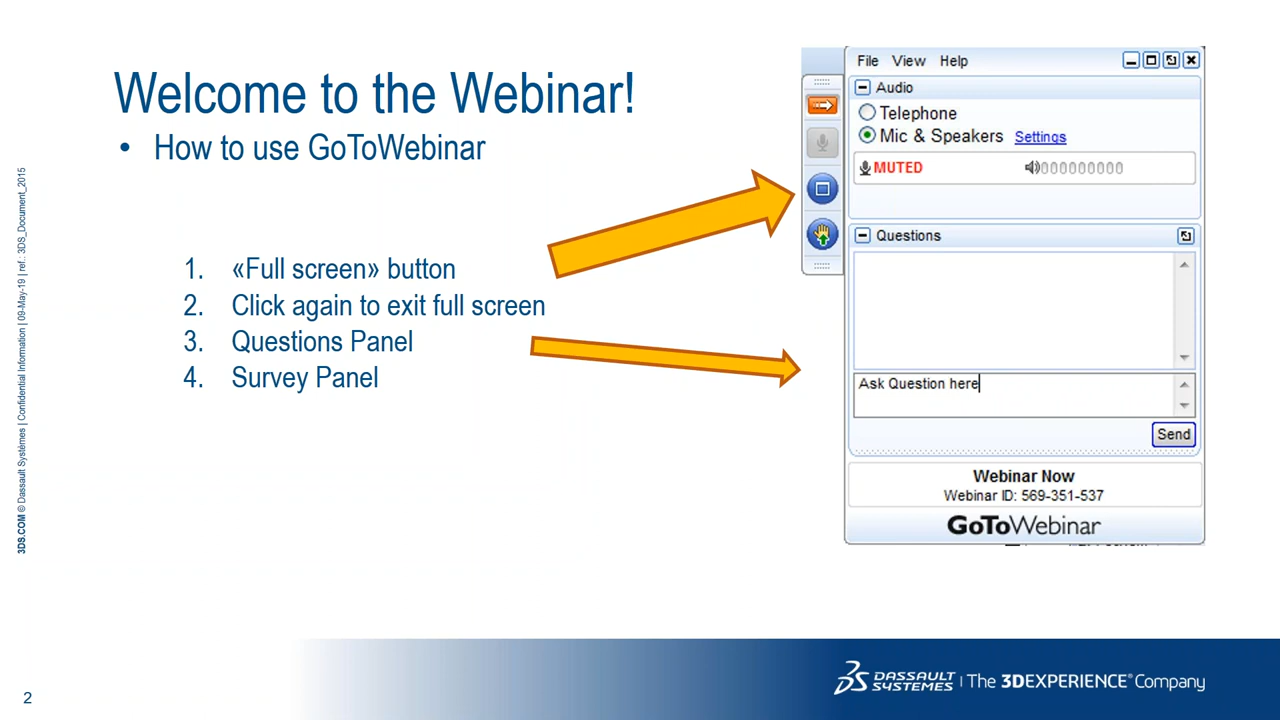 Welcome to the Webinar!
• How to use GoToWebinar
1. «Full screen» button
2. Click again to exit full screen
3. Questions Panel
4. Survey Panel
File View Help
Audio
Telephone
Mic & Speakers Settings
MUTED
Questions
Ask Question here
Send
Webinar Now
Webinar ID: 569-351-537
GoToWebinar
3DS.COM © Dassault Systèmes | Confidential Information | 09-May-19 | ref.: 3DS_Document_2015
2
DASSAULT SYSTEMES | The 3DEXPERIENCE® Company